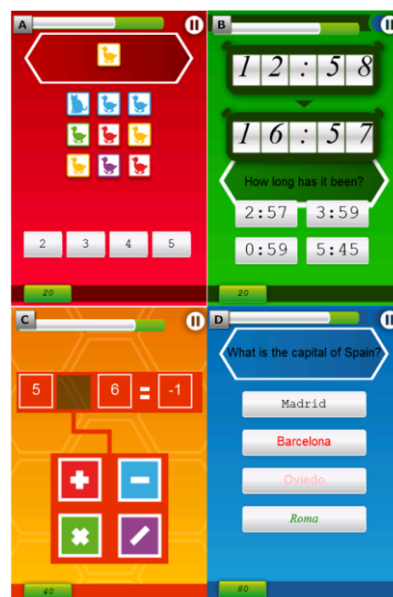 A
2 3 4 5
20
B
12:58
16:57
How long has it been?
2:57 3:59
0:59 5:45
20
C
5 6 = -1
+ −
× /
40
D
What is the capital of Spain?
Madrid
Barcelona
Oviedo
Roma
80